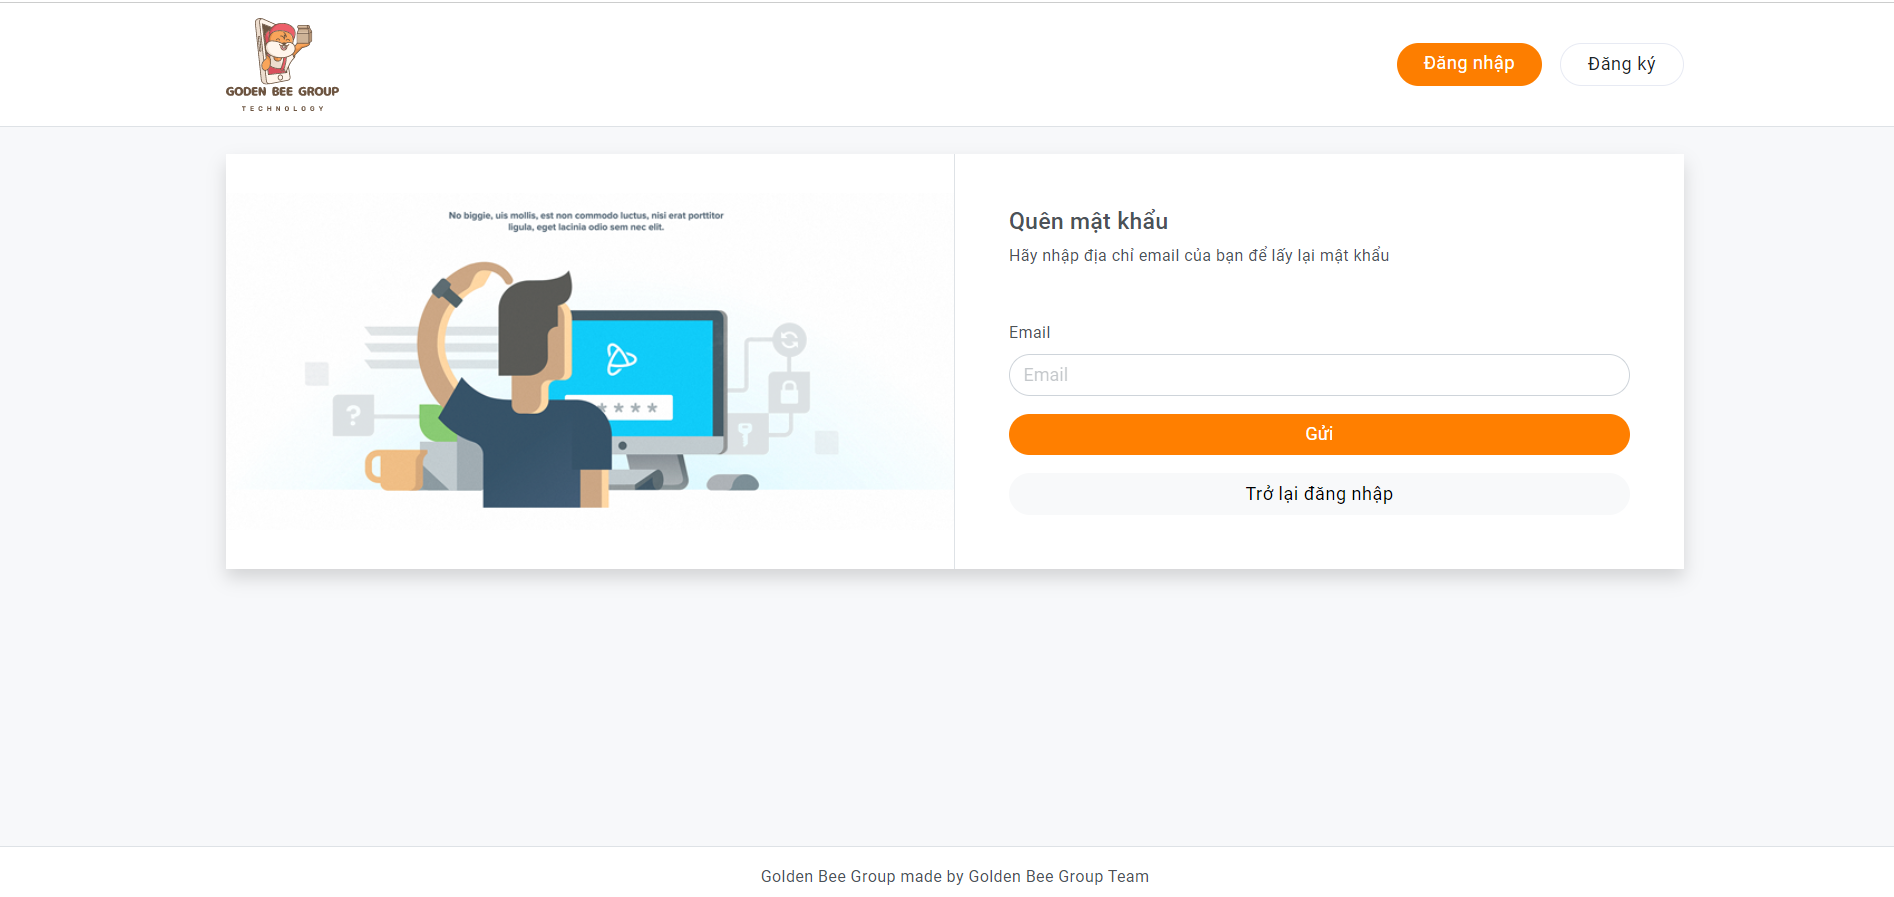 GODEN BEE GROUP
TECHNOLOGY
Đăng nhập
Đăng ký
No biggie, uis mollis, est non commodo luctus, nisi erat porttitor
ligula, eget lacinia odio sem nec elit.
?
* * * *
Quên mật khẩu
Hãy nhập địa chỉ email của bạn để lấy lại mật khẩu
Email
Email
Gửi
Trở lại đăng nhập
Golden Bee Group made by Golden Bee Group Team